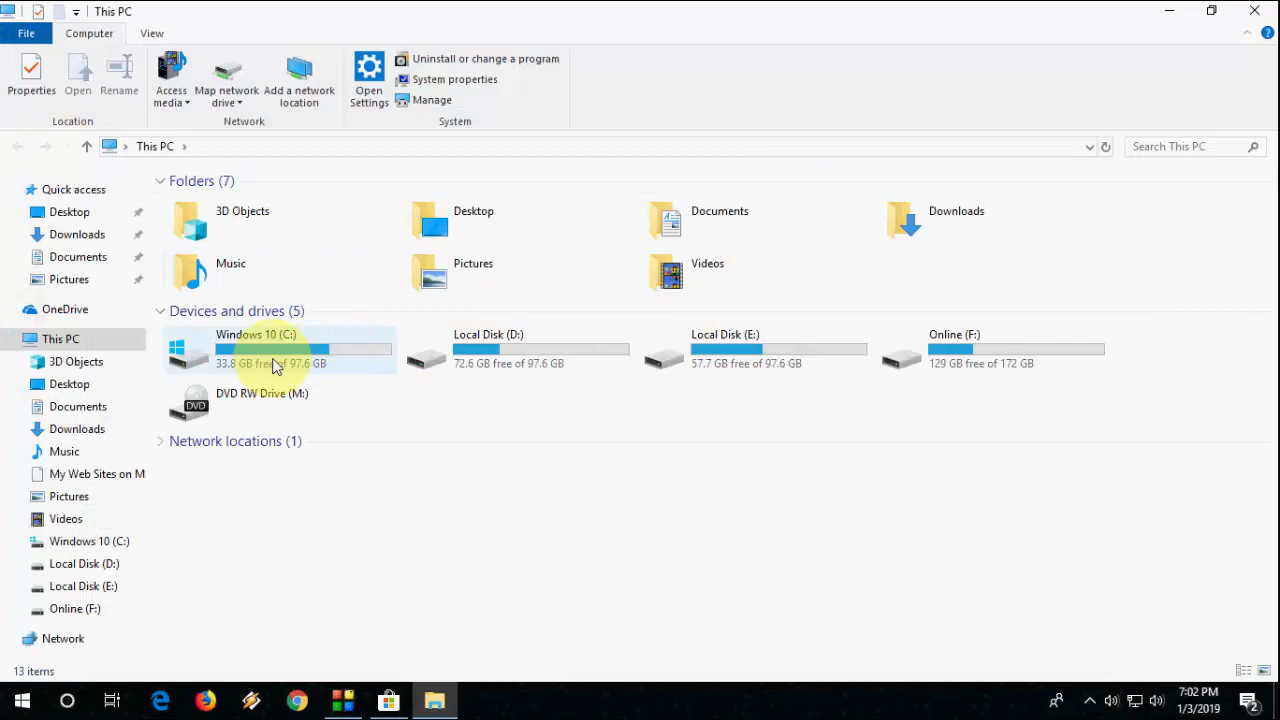 This PC
File
Computer
View
Properties
Open
Rename
Access media
Map network drive
Add a network location
Open Settings
Uninstall or change a program
System properties
Manage
Location
Network
System
This PC
Search This PC
Quick access
Desktop
Downloads
Documents
Pictures
OneDrive
This PC
3D Objects
Desktop
Documents
Downloads
Music
My Web Sites on M
Pictures
Videos
Windows 10 (C:)
Local Disk (D:)
Local Disk (E:)
Online (F:)
Network
Folders (7)
3D Objects
Desktop
Documents
Downloads
Music
Pictures
Videos
Devices and drives (5)
Windows 10 (C:)
33.8 GB free of 97.6 GB
Local Disk (D:)
72.6 GB free of 97.6 GB
Local Disk (E:)
57.7 GB free of 97.6 GB
Online (F:)
129 GB free of 172 GB
DVD RW Drive (M:)
DVD
Network locations (1)
13 items
7:02 PM
1/3/2019
2